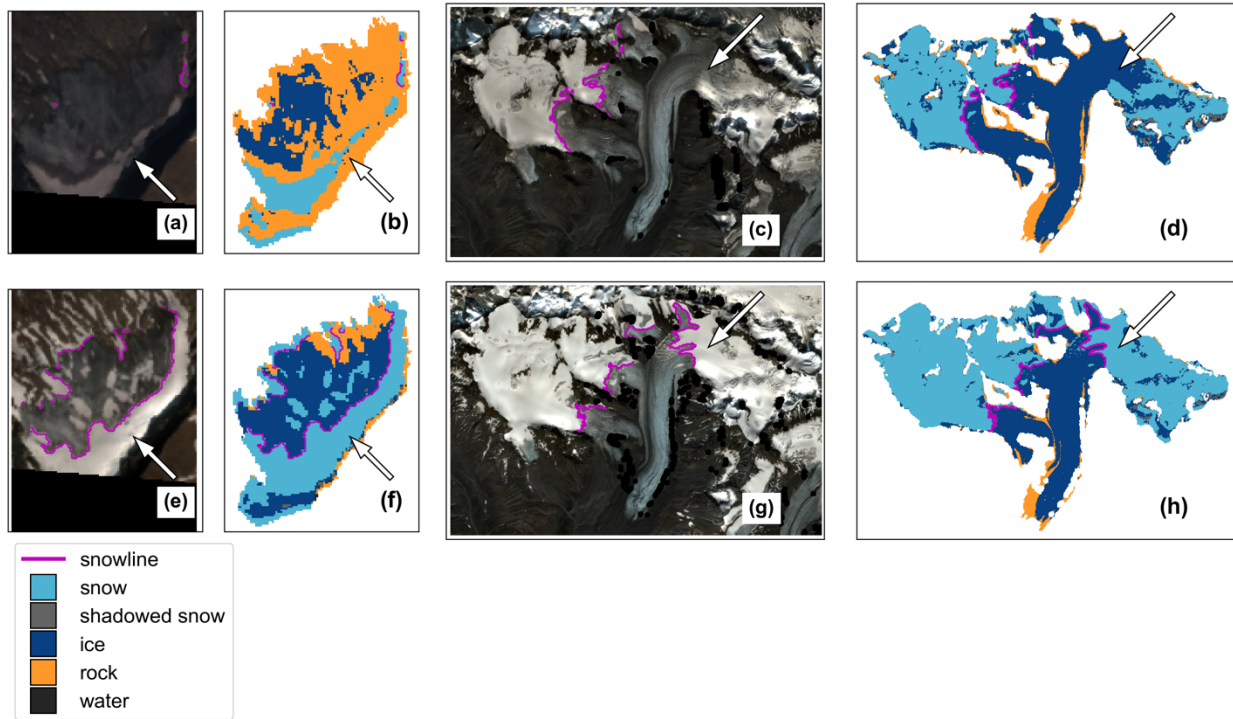 (a)
(b)
(c)
(d)
(e)
(f)
(g)
(h)
snowline
snow
shadowed snow
ice
rock
water